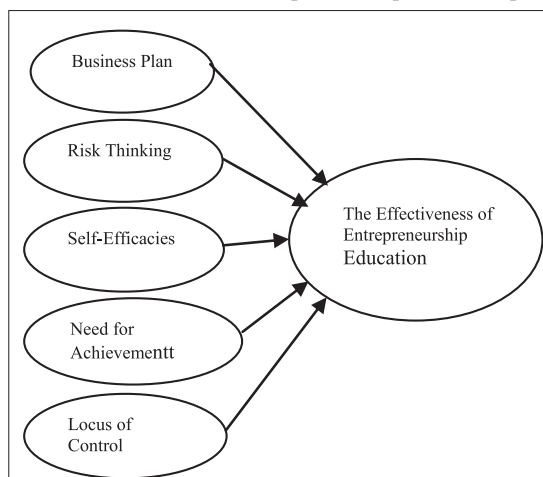 Business Plan
Risk Thinking
Self-Efficacies
Need for
Achievementt
Locus of
Control
The Effectiveness of
Entrepreneurship
Education